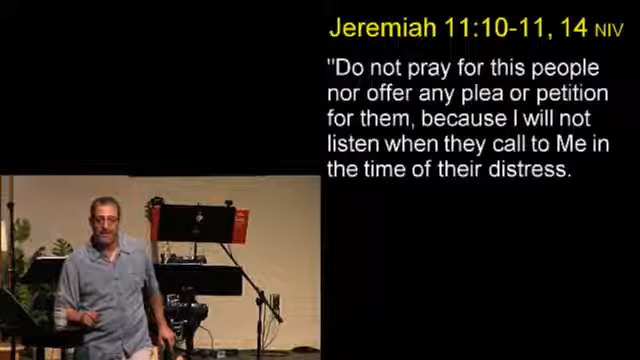 Jeremiah 11:10-11, 14 NIV
"Do not pray for this people
nor offer any plea or petition
for them, because I will not
listen when they call to Me in
the time of their distress.